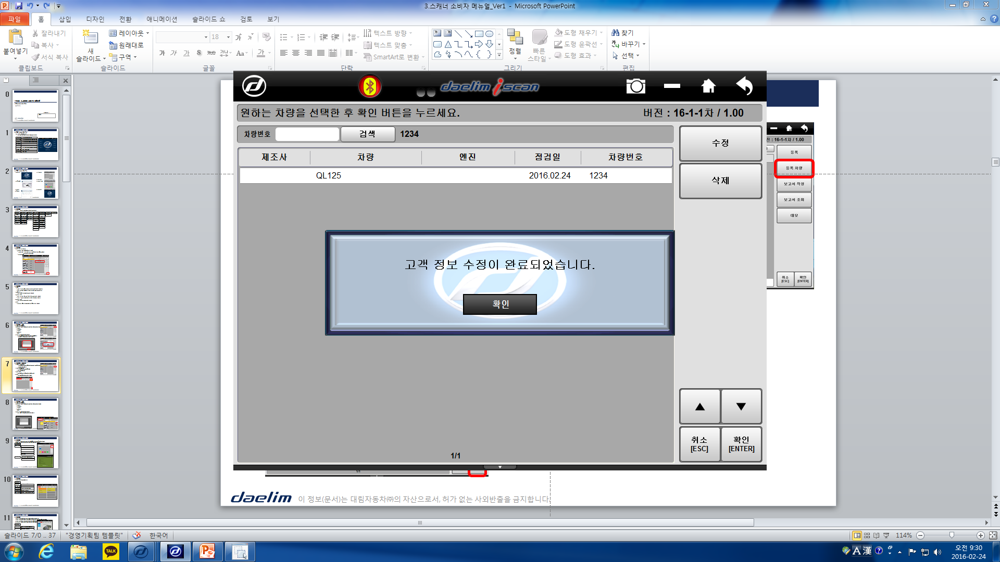 3.스캐너 소비자 메뉴얼_Ver1 - Microsoft PowerPoint
파일 홈 삽입 디자인 전환 애니메이션 슬라이드 쇼 검토 보기
붙여넣기
잘라내기
복사
서식 복사
클립보드
새
슬라이드
레이아웃
원래대로
구역
슬라이드
18
가 가 가 S 가나 Aa 가
글꼴
텍스트 방향
텍스트 맞춤
SmartArt로 변환
단락
정렬
빠른
스타일
도형 채우기
도형 윤곽선
도형 효과
그리기
찾기
바꾸기
선택
편집
0
1
2
3
4
5
6
7
8
9
10
11
daelim iscan
원하는 차량을 선택한 후 확인 버튼을 누르세요. 버전 : 16-1-1차 / 1.00
차량번호 검색 1234
제조사 차량 엔진 점검일 차량번호
QL125 2016.02.24 1234
수정
삭제
고객 정보 수정이 완료되었습니다.
확인
▲ ▼
취소
[ESC]
확인
[ENTER]
1/1
전 : 16-1-1차 / 1.00
등록
등록 차량
보고서 작성
보고서 조회
데모
취소
[ESC]
확인
[ENTER]
daelim 이 정보(문서)는 대림자동차㈜의 자산으로서, 허가 없는 사외반출을 금지합니다.
슬라이드 7/0 .. 37 "경영기획팀 템플릿" 한국어 114%
TALK
A 漢
오전 9:30
2016-02-24